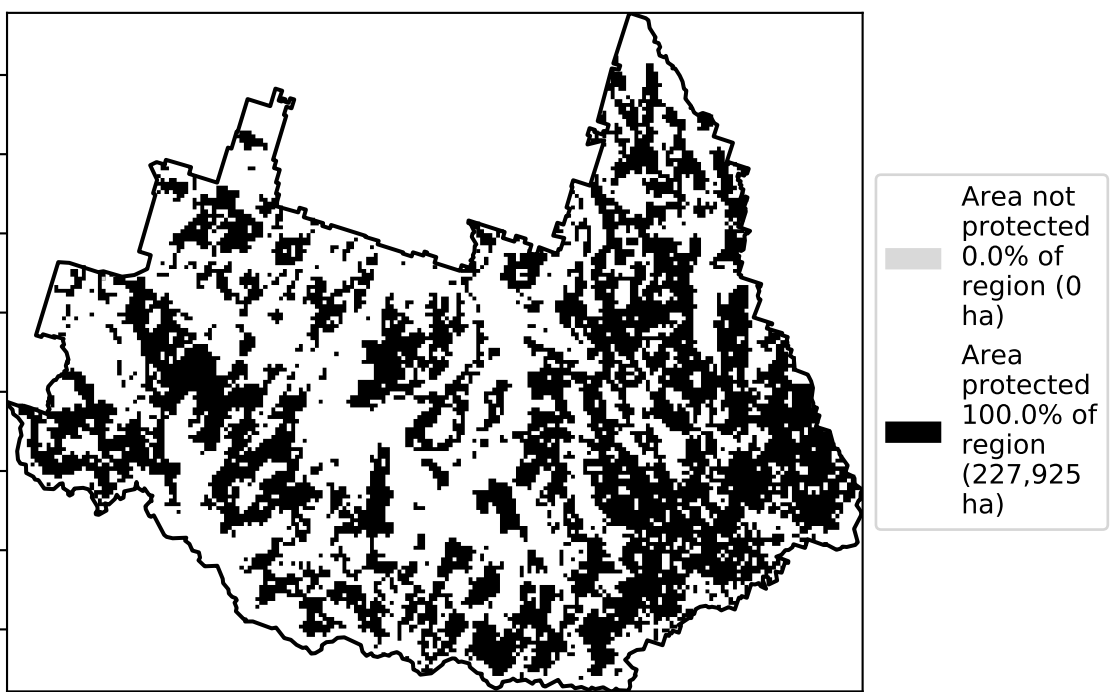 Area not
protected
0.0% of
region (0
ha)
Area
protected
100.0% of
region
(227,925
ha)